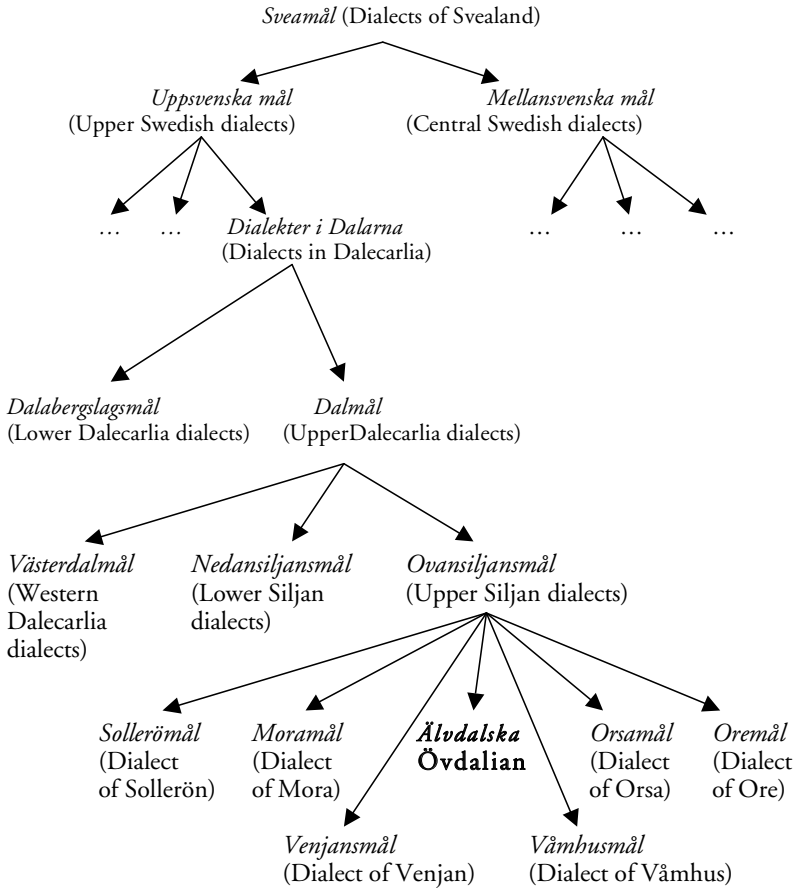 Sveamål (Dialects of Svealand)
Uppsvenska mål
(Upper Swedish dialects)
Mellansvenska mål
(Central Swedish dialects)
… … Dialekter i Dalarna
(Dialects in Dalecarlia)
… … …
Dalabergslagsmål
(Lower Dalecarlia dialects)
Dalmål
(UpperDalecarlia dialects)
Västerdalmål
(Western
Dalecarlia
dialects)
Nedansiljansmål
(Lower Siljan
dialects)
Ovansiljansmål
(Upper Siljan dialects)
Sollerömål
(Dialect
of Sollerön)
Moramål
(Dialect
of Mora)
Älvdalska
Övdalian
Orsamål
(Dialect
of Orsa)
Oremål
(Dialect
of Ore)
Venjansmål
(Dialect of Venjan)
Våmhusmål
(Dialect of Våmhus)